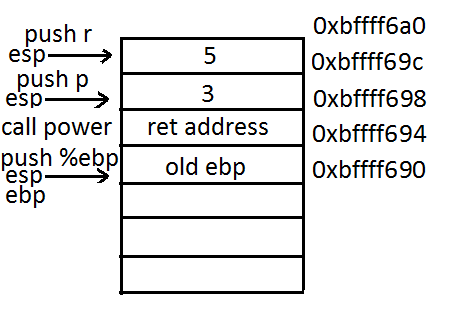 push r
0xbffff6a0
esp
5
0xbffff69c
push p
esp
3
0xbffff698
call power
ret address
0xbffff694
push %ebp
esp
old ebp
0xbffff690
ebp